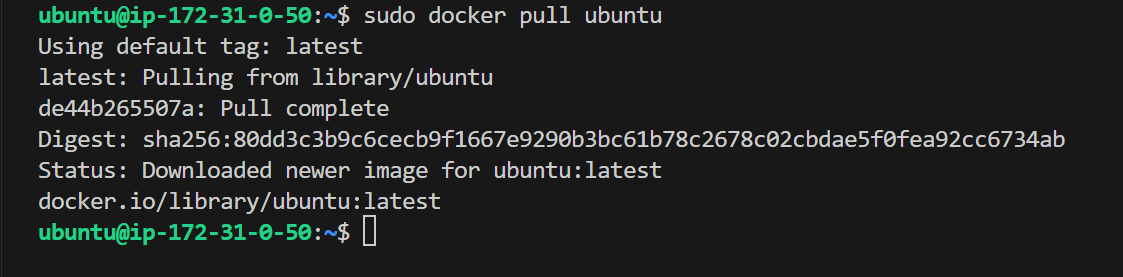 ubuntu@ip-172-31-0-50:~$ sudo docker pull ubuntu
Using default tag: latest
latest: Pulling from library/ubuntu
de44b265507a: Pull complete
Digest: sha256:80dd3c3b9c6cecb9f1667e9290b3bc61b78c2678c02cbdae5f0fea92cc6734ab
Status: Downloaded newer image for ubuntu:latest
docker.io/library/ubuntu:latest
ubuntu@ip-172-31-0-50:~$